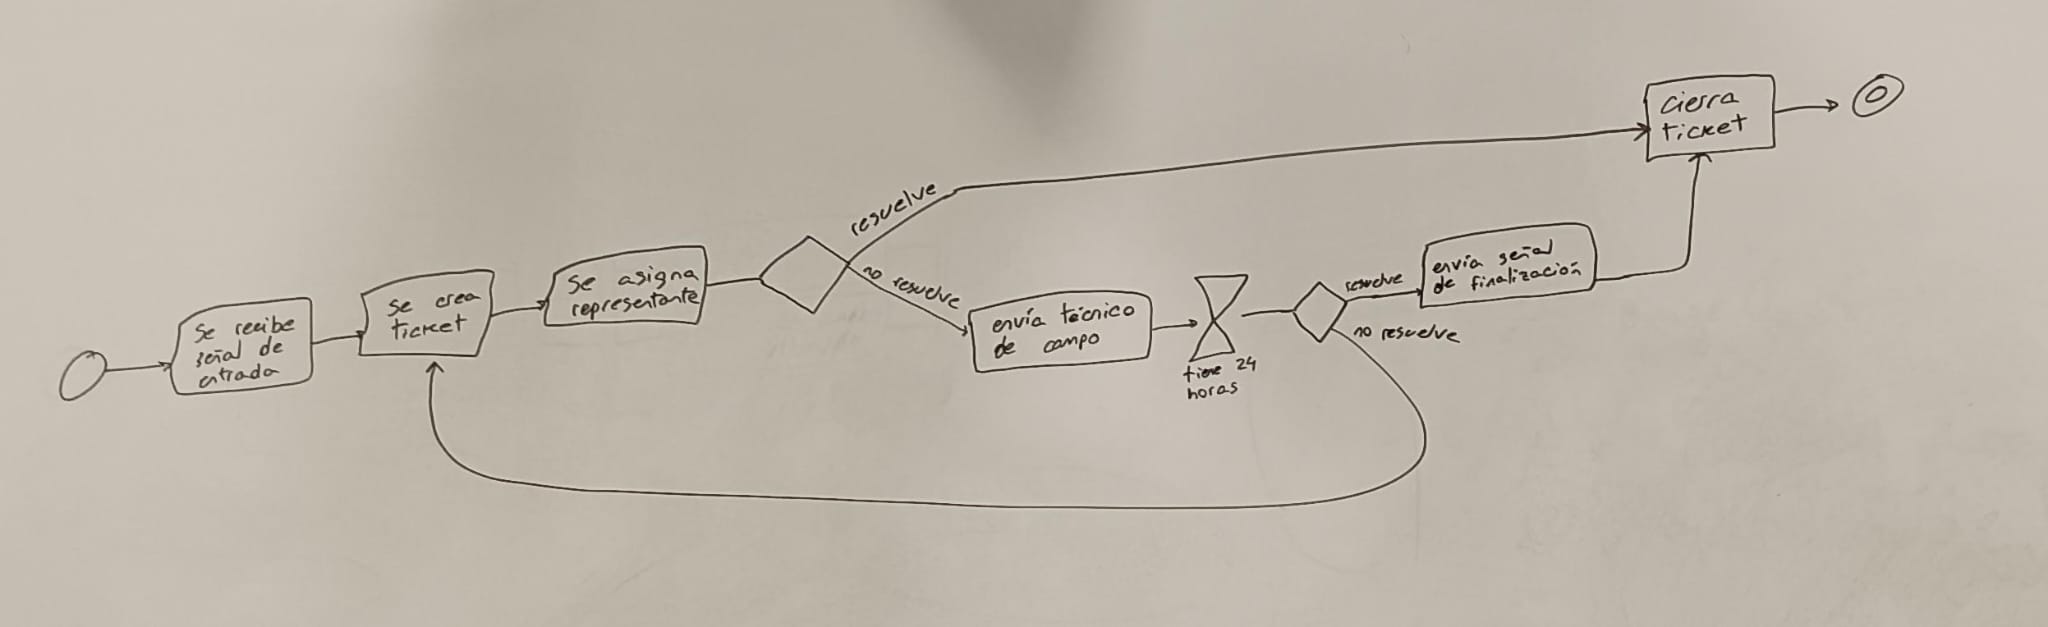 se recibe
señal de
entrada
se crea
ticket
se asigna
representante
resuelve
no resuelve
envía técnico
de campo
tiene 24
horas
resuelve
no resuelve
envía señal
de finalización
cierra
ticket